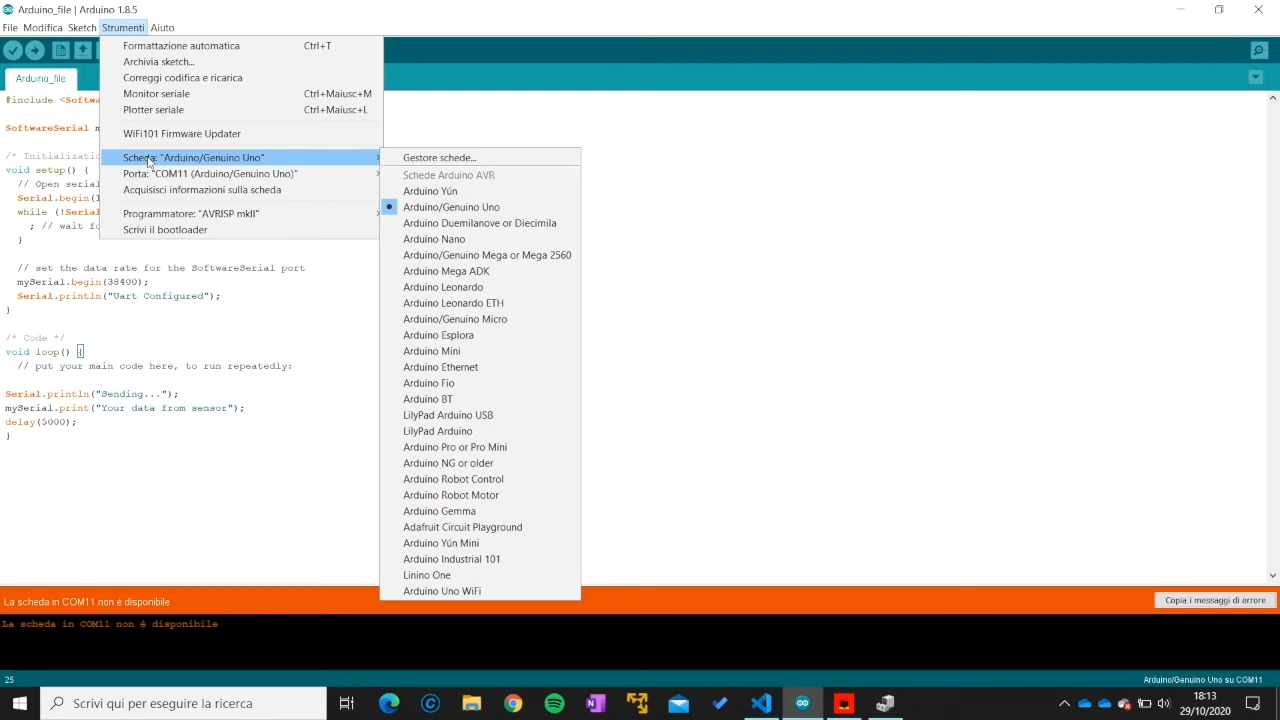 Arduino_file | Arduino 1.8.5
File Modifica Sketch Strumenti Aiuto
Arduino_file
Formattazione automatica Ctrl+T
Archivia sketch...
Correggi codifica e ricarica
Monitor seriale Ctrl+Maiusc+M
Plotter seriale Ctrl+Maiusc+L
WiFi101 Firmware Updater
Scheda: "Arduino/Genuino Uno"
Porta: "COM11 (Arduino/Genuino Uno)"
Acquisisci informazioni sulla scheda
Programmatore: "AVRISP mkII"
Scrivi il bootloader
Gestore schede...
Schede Arduino AVR
Arduino Yún
Arduino/Genuino Uno
Arduino Duemilanove or Diecimila
Arduino Nano
Arduino/Genuino Mega or Mega 2560
Arduino Mega ADK
Arduino Leonardo
Arduino Leonardo ETH
Arduino/Genuino Micro
Arduino Esplora
Arduino Mini
Arduino Ethernet
Arduino Fio
Arduino BT
LilyPad Arduino USB
LilyPad Arduino
Arduino Pro or Pro Mini
Arduino NG or older
Arduino Robot Control
Arduino Robot Motor
Arduino Gemma
Adafruit Circuit Playground
Arduino Yún Mini
Arduino Industrial 101
Linino One
Arduino Uno WiFi
#include <Softwa
SoftwareSerial m
/* Initializatio
void setup() {
// Open serial
Serial.begin(
while (!Serial
; // wait fo
}
// set the data rate for the SoftwareSerial port
mySerial.begin(38400);
Serial.println("Uart Configured");
}
/* Code */
void loop() {
// put your main code here, to run repeatedly:
Serial.println("Sending...");
mySerial.print("Your data from sensor");
delay(5000);
}
La scheda in COM11 non è disponibile
Copia i messaggi di errore
La scheda in COM11 non è disponibile
25
Arduino/Genuino Uno su COM11
Scrivi qui per eseguire la ricerca
18:13
29/10/2020